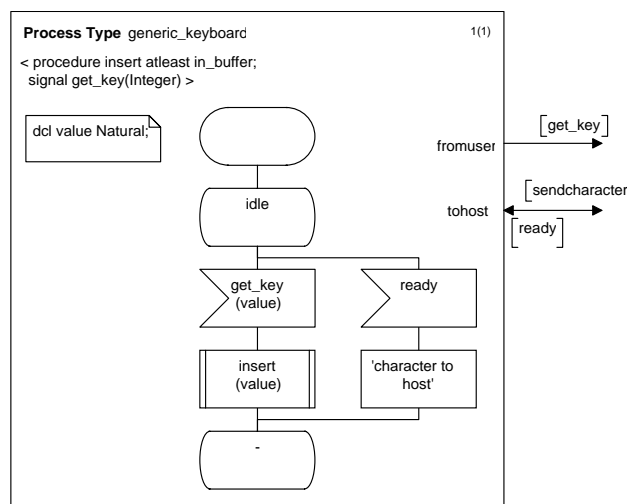 Process Type generic_keyboard
1(1)
< procedure insert atleast in_buffer;
signal get_key(Integer) >
dcl value Natural;
fromuser
[get_key]
idle
tohost
[sendcharacter
[ready]
get_key
(value)
ready
insert
(value)
'character to
host'
-